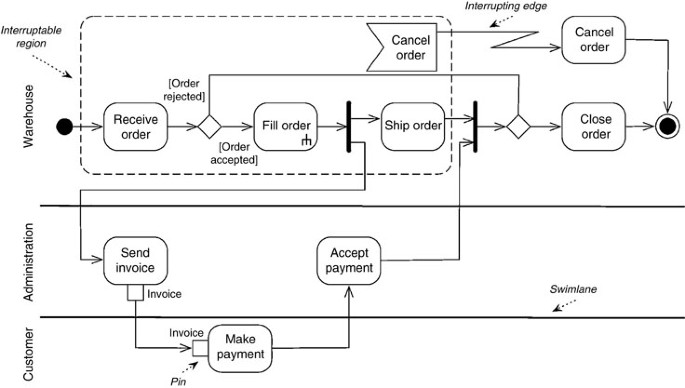 Interrupting edge
Interruptable
region
Cancel
order
Cancel
order
Warehouse
[Order
rejected]
Receive
order
Fill order
Ship order
Close
order
[Order
accepted]
Administration
Send
invoice
Accept
payment
Invoice
Swimlane
Customer
Invoice
Make
payment
Pin